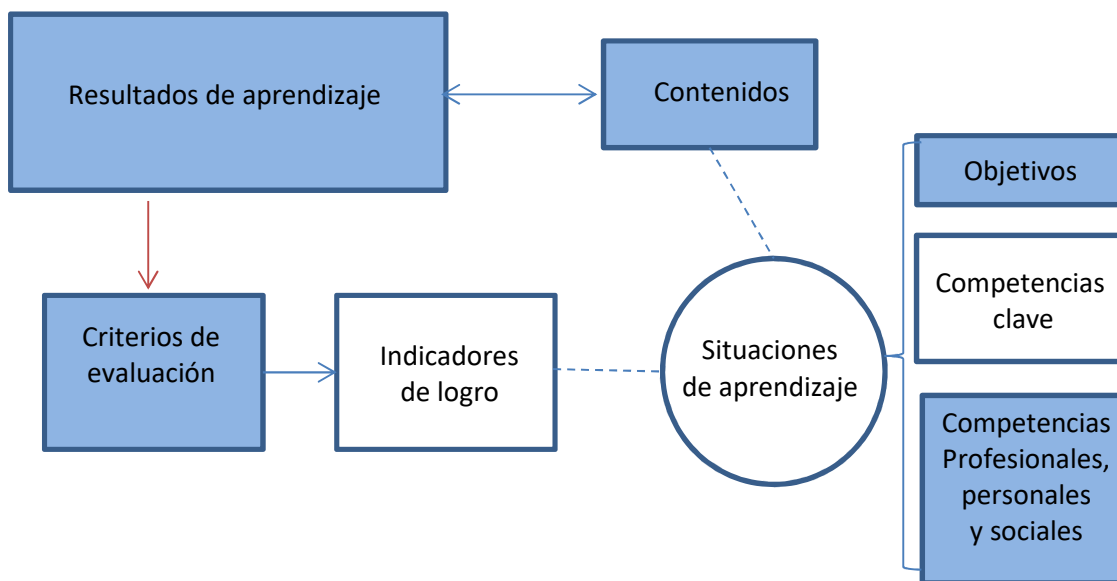 Resultados de aprendizaje
Contenidos
Objetivos
Competencias
clave
Criterios de
evaluación
Indicadores
de logro
Situaciones
de aprendizaje
Competencias
Profesionales,
personales
y sociales